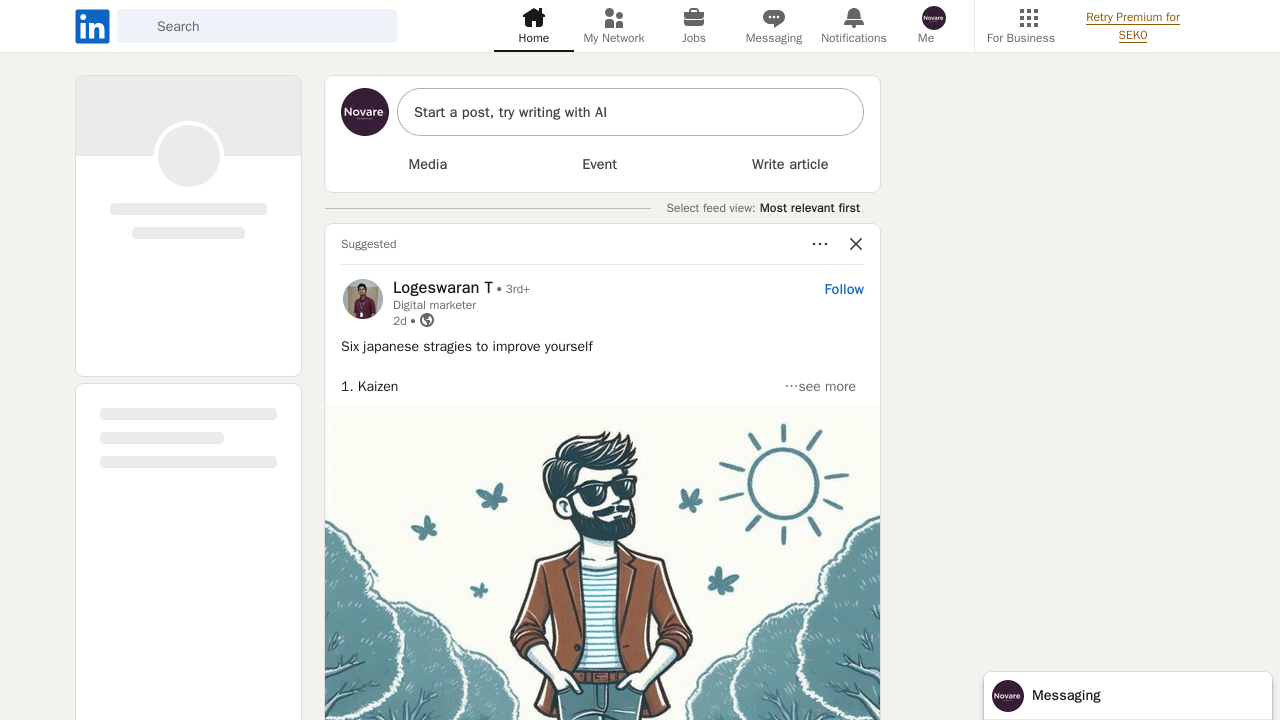 in
Search
Home
My Network
Jobs
Messaging
Notifications
Novare
Me
For Business
Retry Premium for
SEK0
Novare
Start a post, try writing with AI
Media
Event
Write article
Select feed view: Most relevant first
Suggested
Logeswaran T • 3rd+
Follow
Digital marketer
2d •
Six japanese stragies to improve yourself
1. Kaizen
…see more
Novare
Messaging